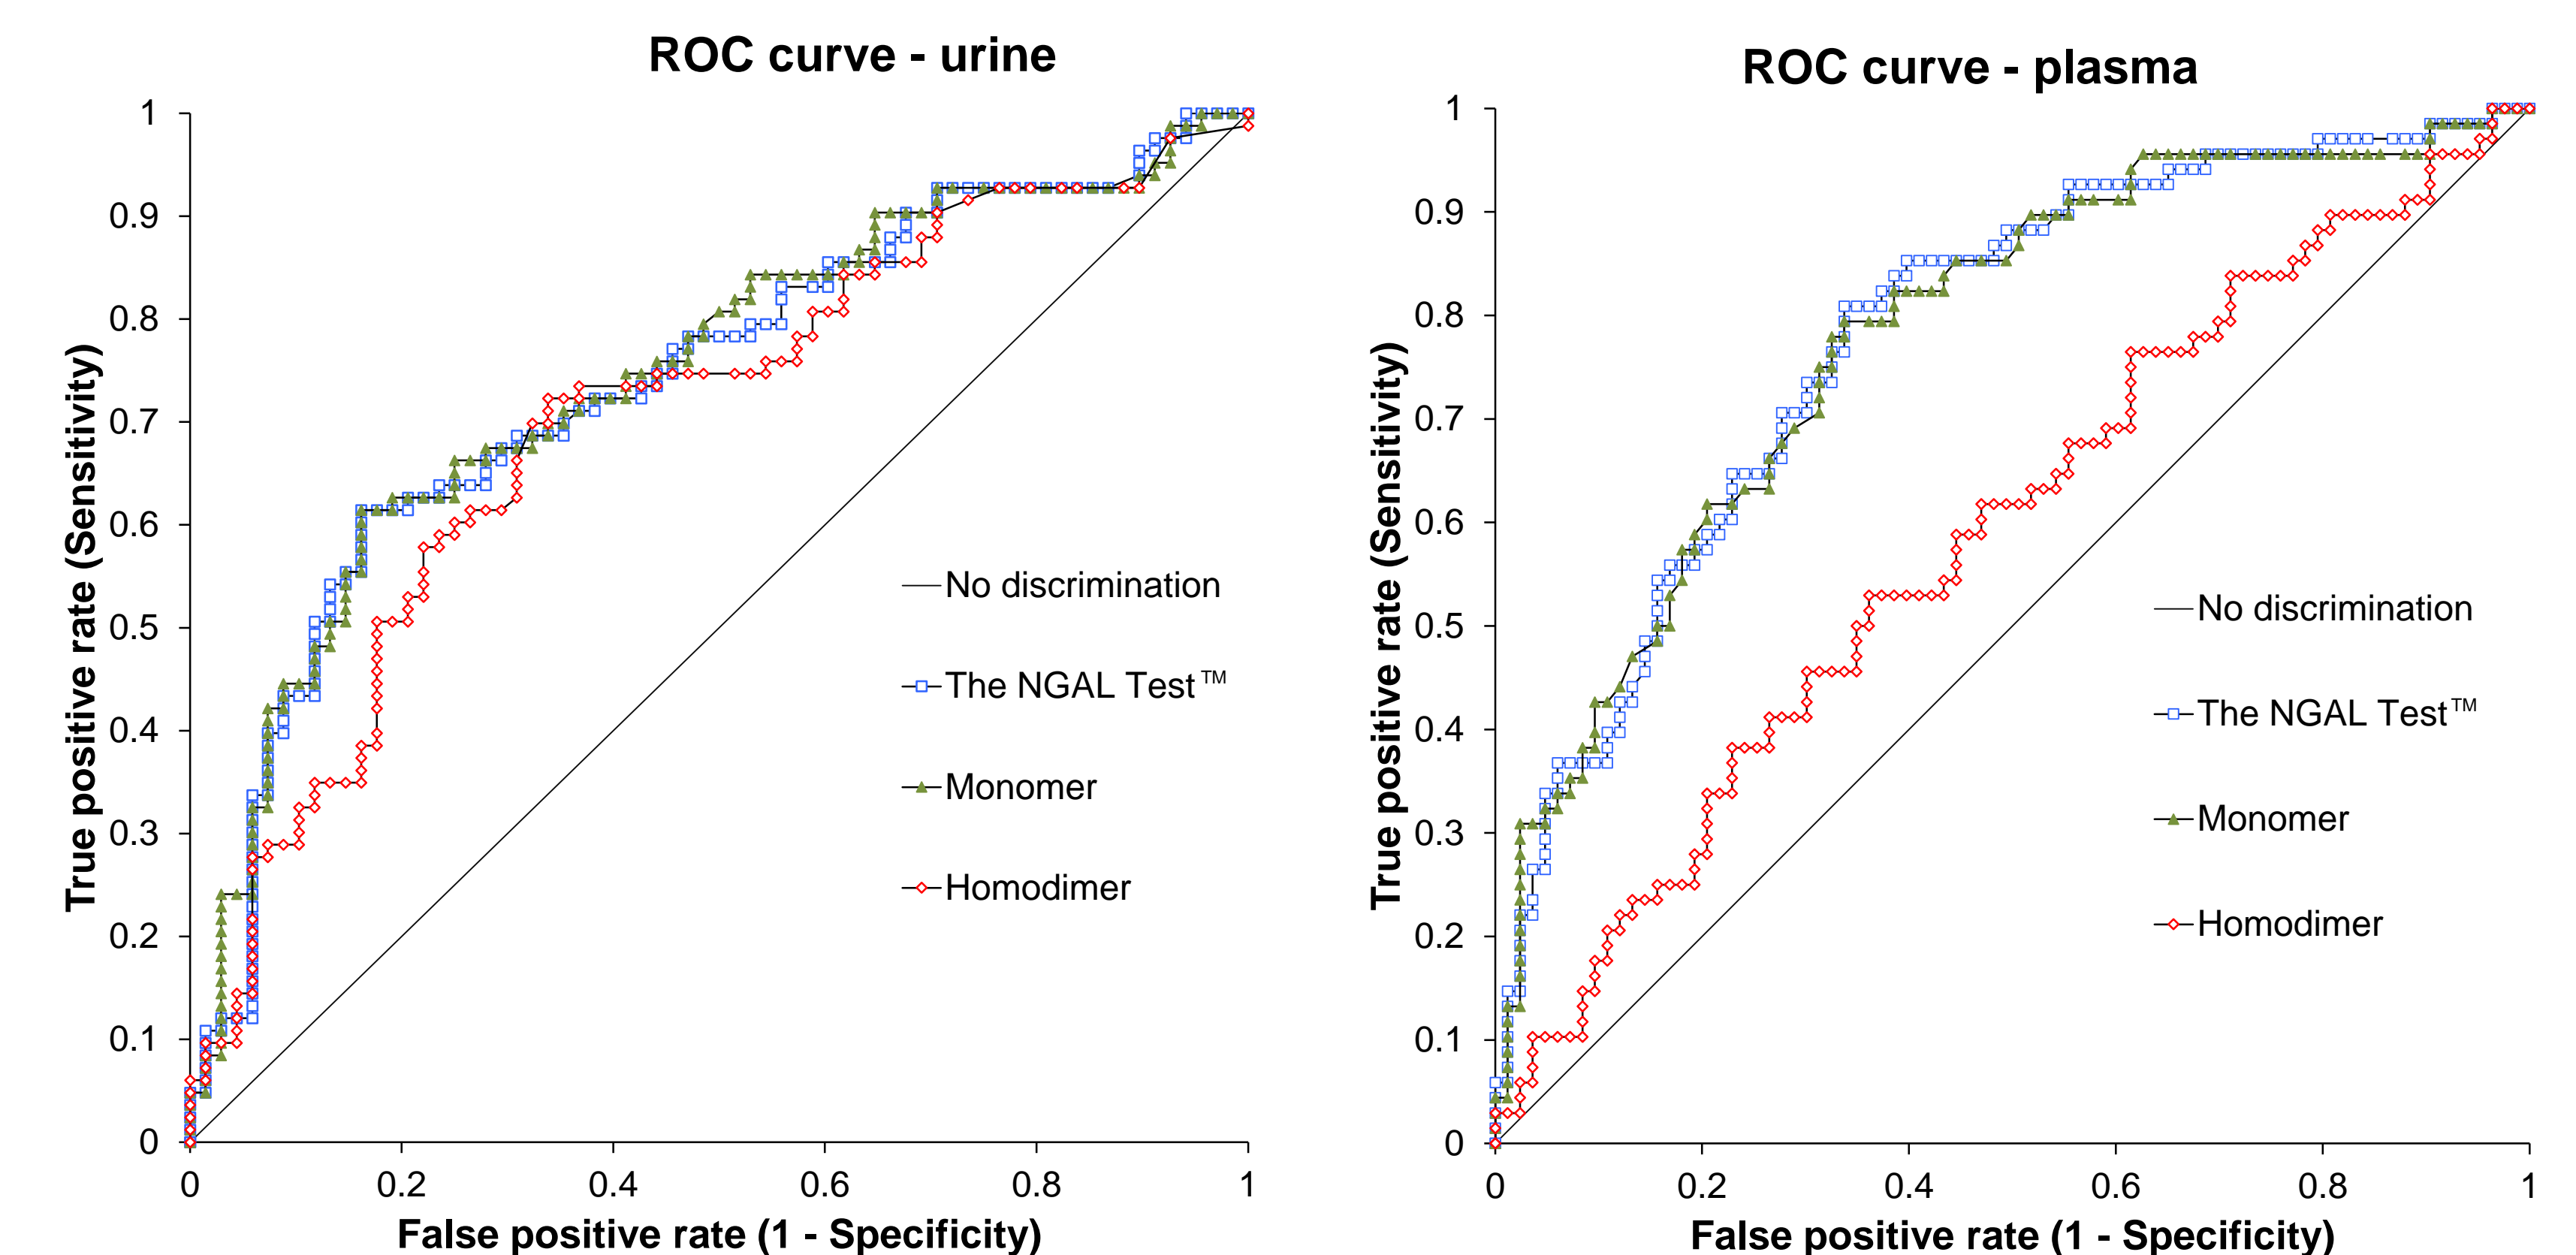 ROC curve - urine
True positive rate (Sensitivity)
1
0.9
0.8
0.7
0.6
0.5
0.4
0.3
0.2
0.1
0
0 0.2 0.4 0.6 0.8 1
False positive rate (1 - Specificity)
No discrimination
The NGAL Test™
Monomer
Homodimer
ROC curve - plasma
True positive rate (Sensitivity)
1
0.9
0.8
0.7
0.6
0.5
0.4
0.3
0.2
0.1
0
0 0.2 0.4 0.6 0.8 1
False positive rate (1 - Specificity)
No discrimination
The NGAL Test™
Monomer
Homodimer